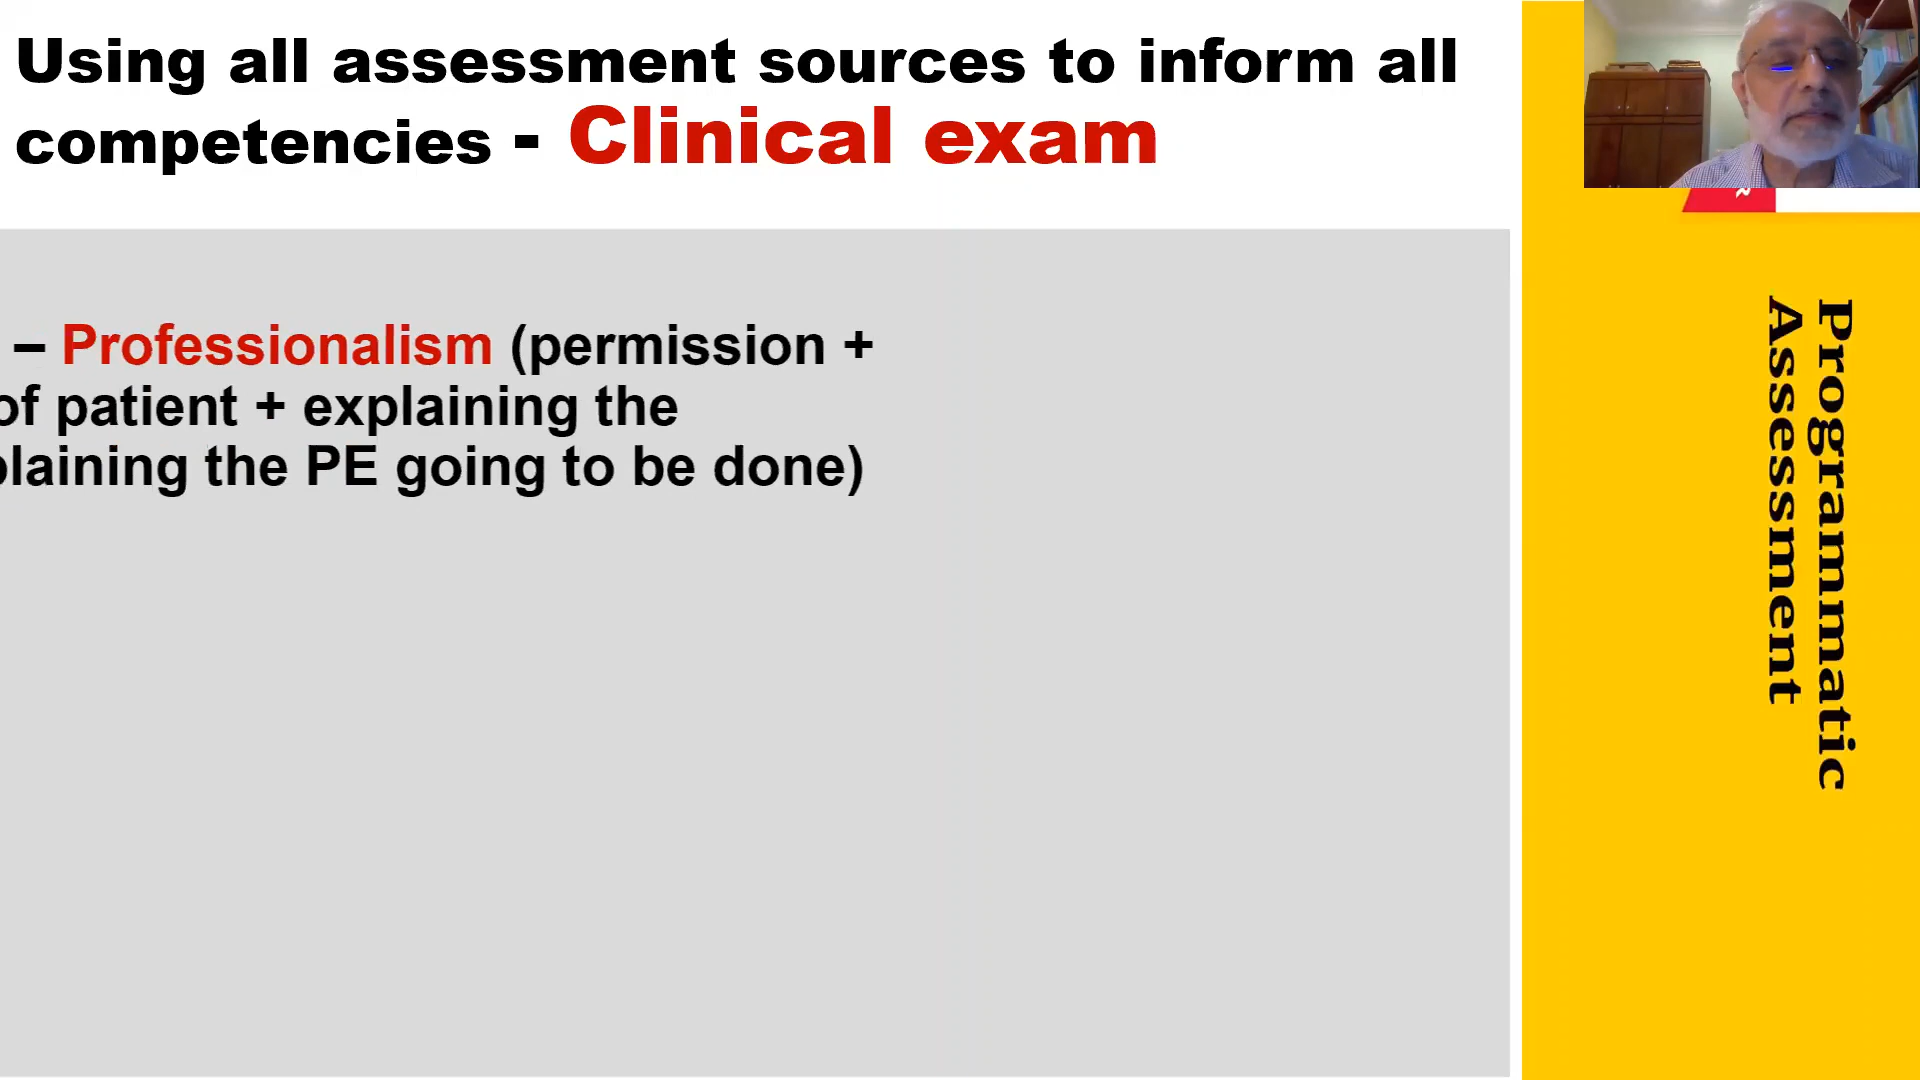 Using all assessment sources to inform all
competencies - Clinical exam
– Professionalism (permission +
of patient + explaining the
the PE going to be done)
Programmatic
Assessment